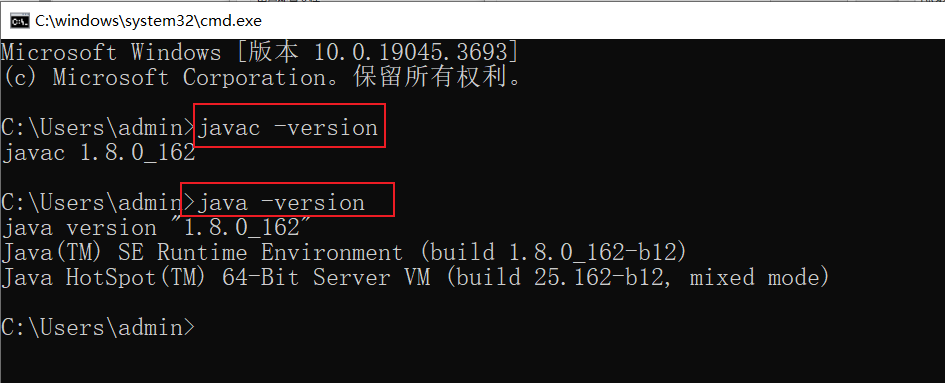 C:\windows\system32\cmd.exe
Microsoft Windows [版本 10.0.19045.3693]
(c) Microsoft Corporation。保留所有权利。
C:\Users\admin>javac -version
javac 1.8.0_162
C:\Users\admin>java -version
java version "1.8.0_162"
Java(TM) SE Runtime Environment (build 1.8.0_162-b12)
Java HotSpot(TM) 64-Bit Server VM (build 25.162-b12, mixed mode)
C:\Users\admin>